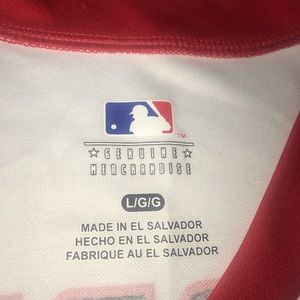 TM
GENUINE
MERCHANDISE
L/G/G
MADE IN EL SALVADOR
HECHO EN EL SALVADOR
FABRIQUE AU EL SALVADOR